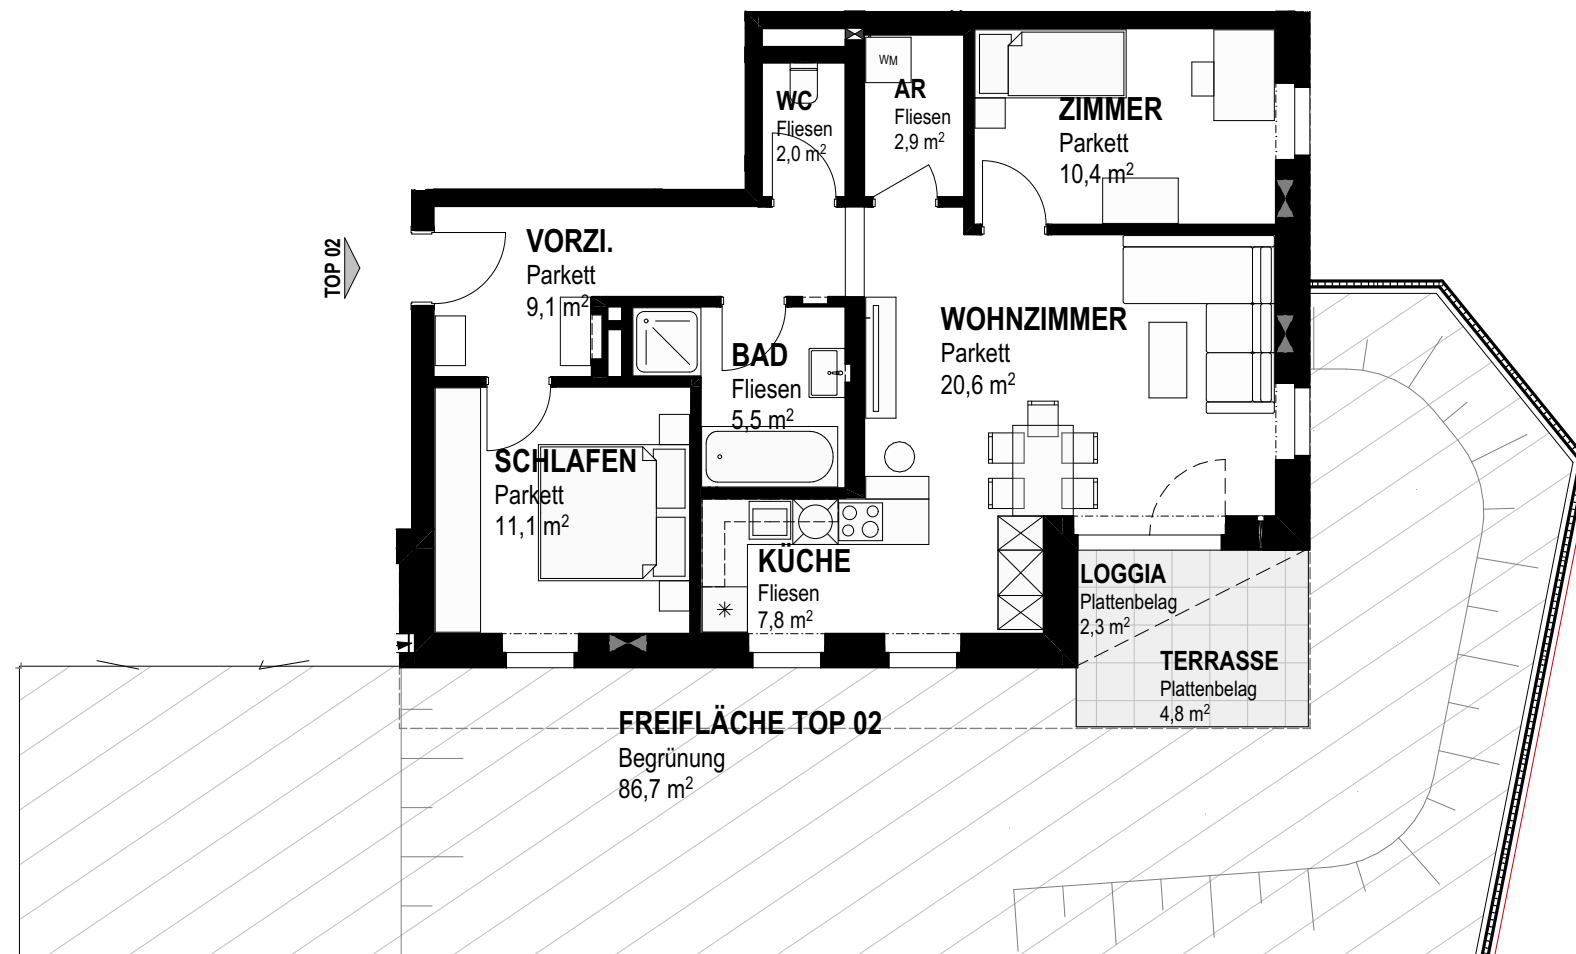 WC
Fliesen
2,0 m²
WM
AR
Fliesen
2,9 m²
ZIMMER
Parkett
10,4 m²
TOP 02
VORZI.
Parkett
9,1 m²
BAD
Fliesen
5,5 m²
WOHNZIMMER
Parkett
20,6 m²
SCHLAFEN
Parkett
11,1 m²
KÜCHE
Fliesen
7,8 m²
LOGGIA
Plattenbelag
2,3 m²
TERRASSE
Plattenbelag
4,8 m²
FREIFLÄCHE TOP 02
Begrünung
86,7 m²